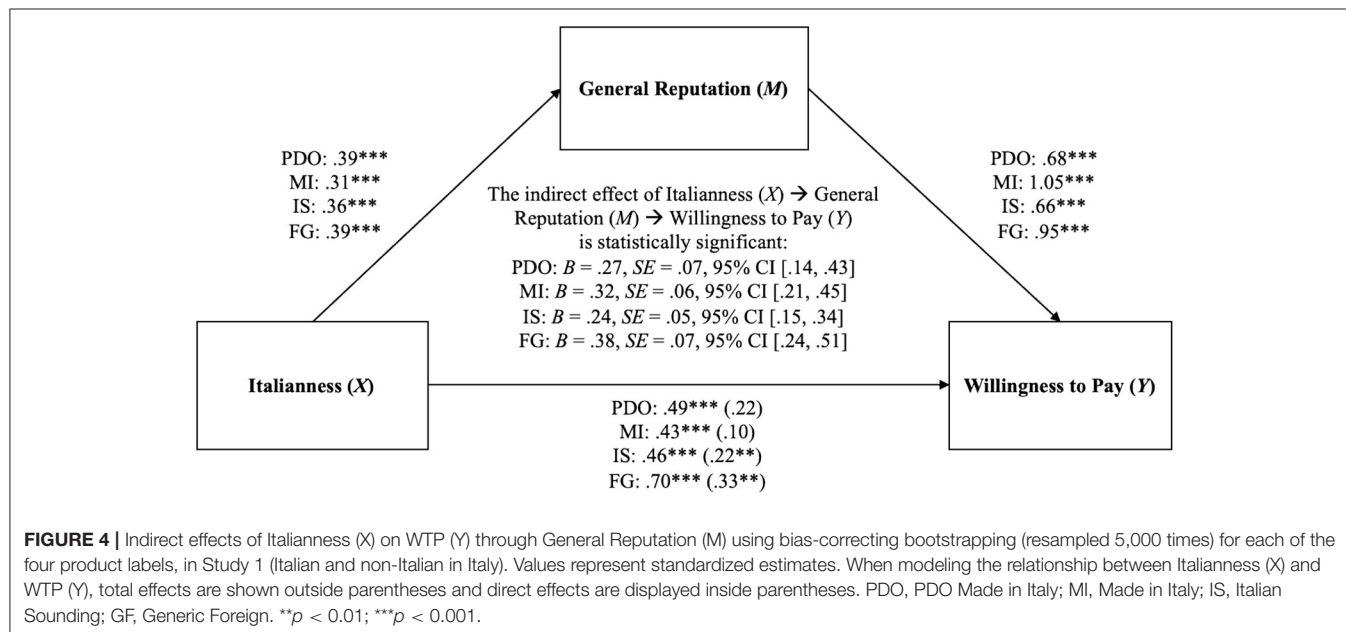 General Reputation (M)
PDO: .39***
MI: .31***
IS: .36***
FG: .39***
PDO: .68***
MI: 1.05***
IS: .66***
FG: .95***
The indirect effect of Italianness (X) → General
Reputation (M) → Willingness to Pay (Y)
is statistically significant:
PDO: B = .27, SE = .07, 95% CI [.14, .43]
MI: B = .32, SE = .06, 95% CI [.21, .45]
IS: B = .24, SE = .05, 95% CI [.15, .34]
FG: B = .38, SE = .07, 95% CI [.24, .51]
Italianness (X)
Willingness to Pay (Y)
PDO: .49*** (.22)
MI: .43*** (.10)
IS: .46*** (.22**)
FG: .70*** (.33**)
FIGURE 4 | Indirect effects of Italianness (X) on WTP (Y) through General Reputation (M) using bias-correcting bootstrapping (resampled 5,000 times) for each of the
four product labels, in Study 1 (Italian and non-Italian in Italy). Values represent standardized estimates. When modeling the relationship between Italianness (X) and
WTP (Y), total effects are shown outside parentheses and direct effects are displayed inside parentheses. PDO, PDO Made in Italy; MI, Made in Italy; IS, Italian
Sounding; GF, Generic Foreign. **p < 0.01; ***p < 0.001.